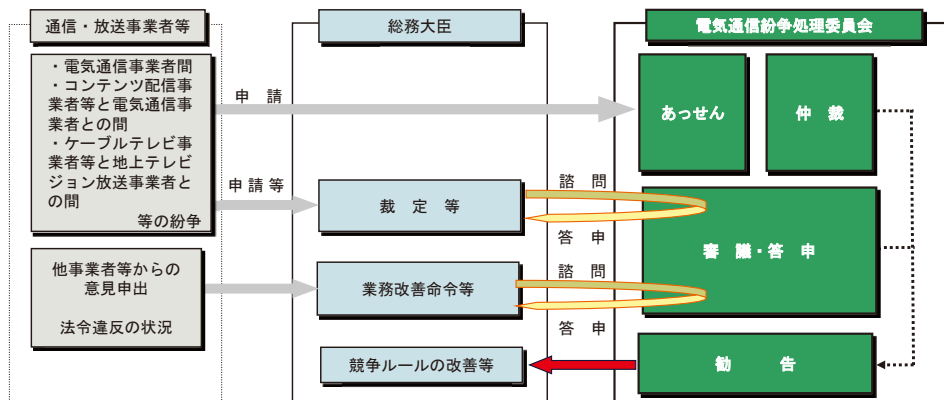 通信・放送事業者等
総務大臣
電気通信紛争処理委員会
・電気通信事業者間
・コンテンツ配信事
業者等と電気通信事
業者との間
・ケーブルテレビ事
業者等と地上テレビ
ジョン放送事業者と
の間
等の紛争
申 請
あっせん
仲 裁
申 請 等
裁 定 等
諮 問
答 申
審 議・答 申
他事業者等からの
意見申出
法令違反の状況
業務改善命令等
諮 問
答 申
競争ルールの改善等
勧 告